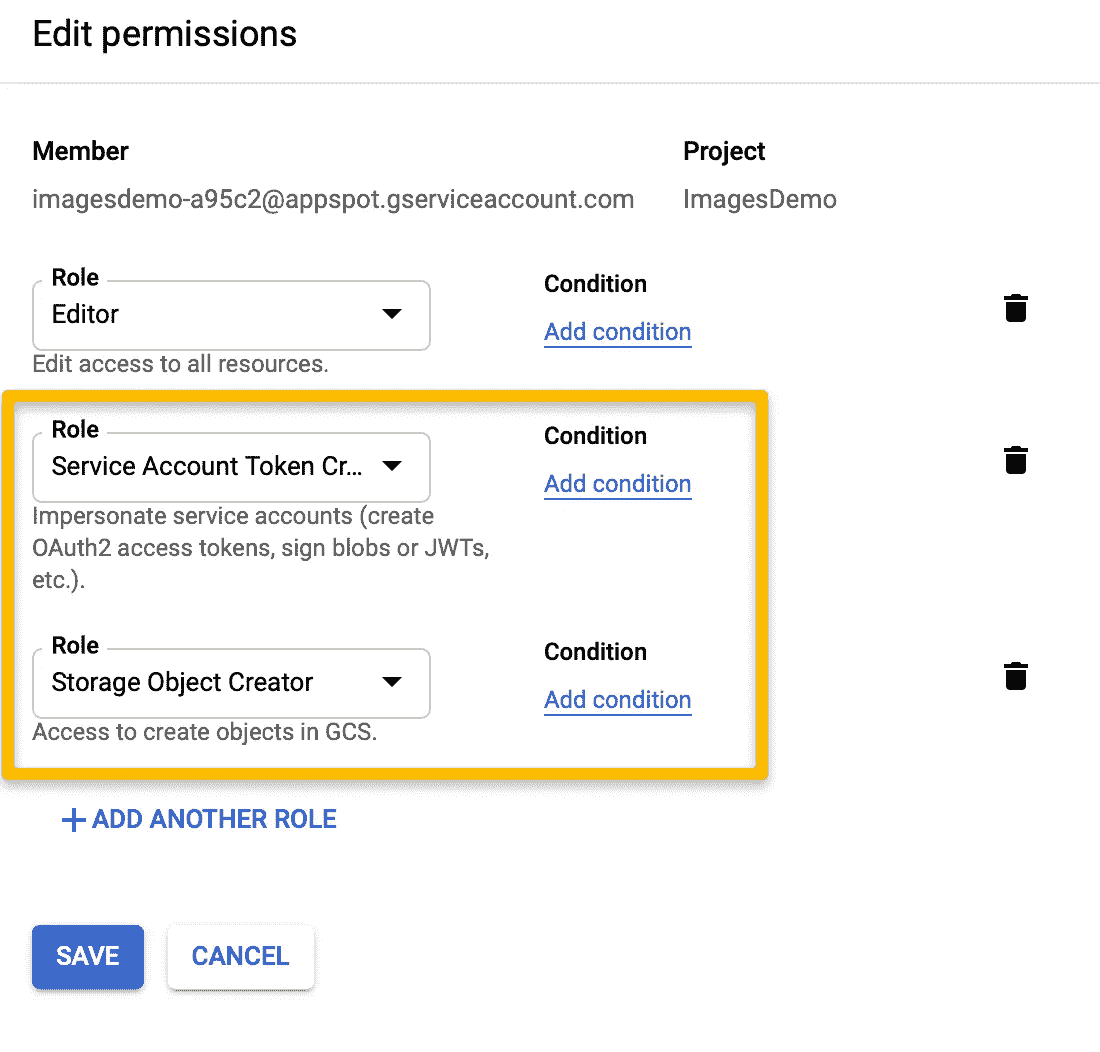 Edit permissions
Member
Project
imagesdemo-a95c2@appspot.gserviceaccount.com
ImagesDemo
Role
Editor
Condition
Add condition
Edit access to all resources.
Role
Service Account Token Cr...
Condition
Add condition
Impersonate service accounts (create
OAuth2 access tokens, sign blobs or JWTs,
etc.).
Role
Storage Object Creator
Condition
Add condition
Access to create objects in GCS.
+ ADD ANOTHER ROLE
SAVE
CANCEL